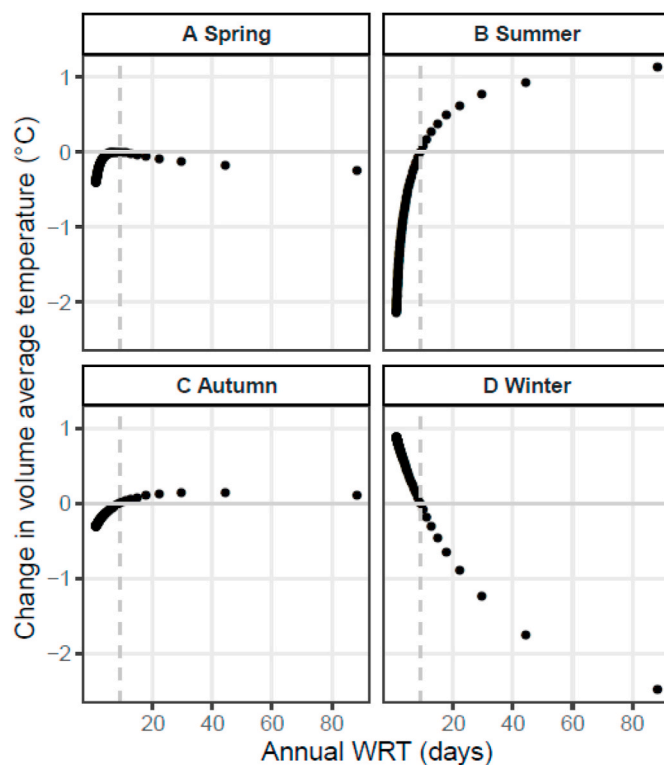 A Spring
B Summer
1
0
−1
−2
C Autumn
D Winter
1
0
−1
−2
20
40
60
80
20
40
60
80
Change in volume average temperature (°C)
Annual WRT (days)